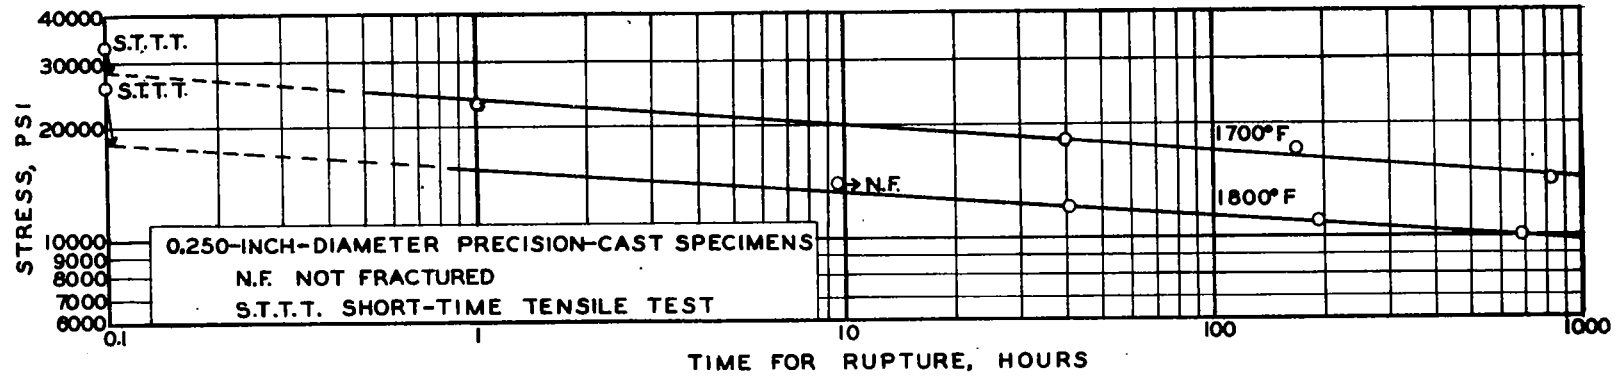 40000
S.T.T.T.
30000
S.T.T.T.
20000
1700°F
N.F.
1800°F
10000
9000
8000
7000
6000
STRESS, PSI
0.250-INCH-DIAMETER PRECISION-CAST SPECIMENS
N.F. NOT FRACTURED
S.T.T.T. SHORT-TIME TENSILE TEST
0.1
1
10
100
1000
TIME FOR RUPTURE, HOURS